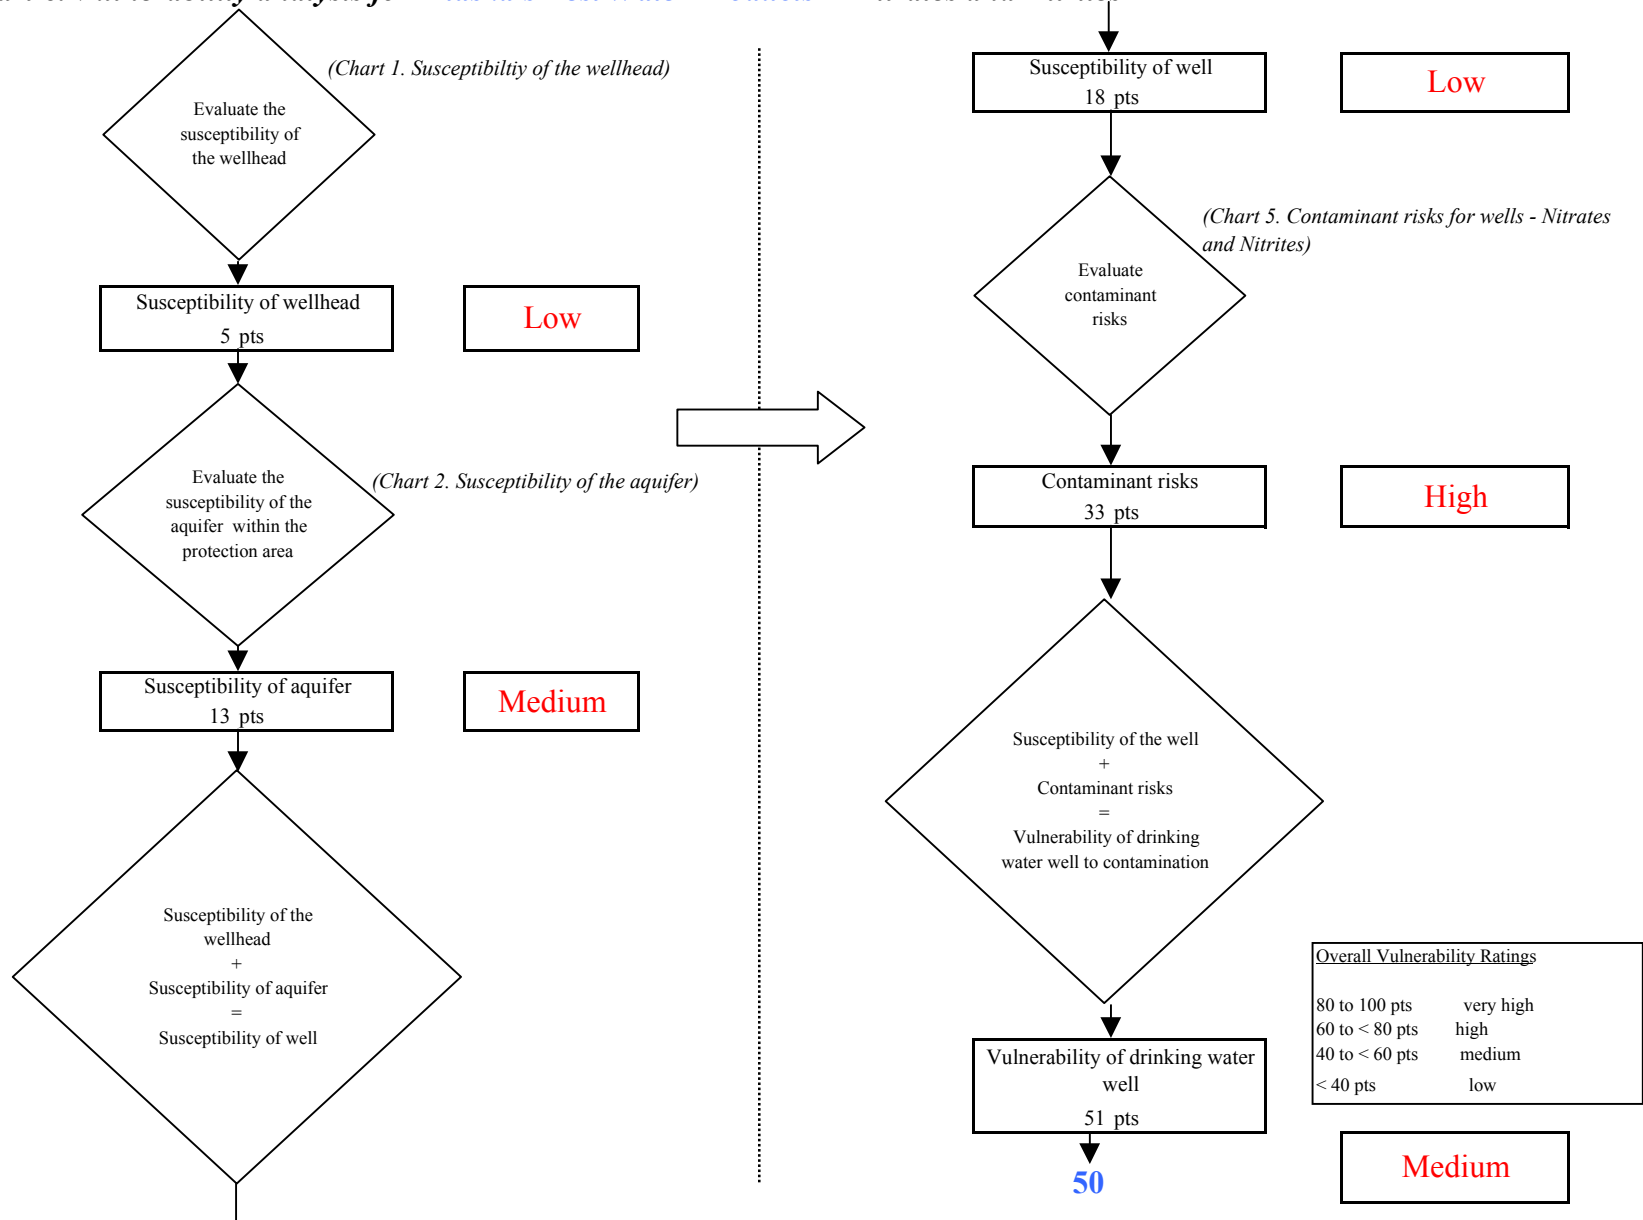 (Chart 1. Susceptibiltiy of the wellhead)
Evaluate the
susceptibility of
the wellhead
Susceptibility of wellhead
5 pts
Low
Evaluate the
susceptibility of the
aquifer within the
protection area
(Chart 2. Susceptibility of the aquifer)
Susceptibility of aquifer
13 pts
Medium
Susceptibility of the
wellhead
+
Susceptibility of aquifer
=
Susceptibility of well
Susceptibility of well
18 pts
Low
(Chart 5. Contaminant risks for wells - Nitrates
and Nitrites)
Evaluate
contaminant
risks
Contaminant risks
33 pts
High
Susceptibility of the well
+
Contaminant risks
=
Vulnerability of drinking
water well to contamination
Overall Vulnerability Ratings
80 to 100 pts very high
60 to < 80 pts high
40 to < 60 pts medium
< 40 pts low
Vulnerability of drinking water
well
51 pts
50
Medium